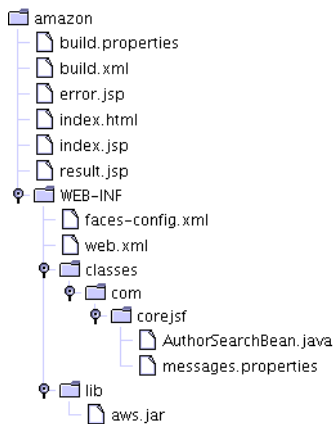 amazon
build.properties
build.xml
error.jsp
index.html
index.jsp
result.jsp
WEB-INF
faces-config.xml
web.xml
classes
com
corejsf
AuthorSearchBean.java
messages.properties
lib
aws.jar